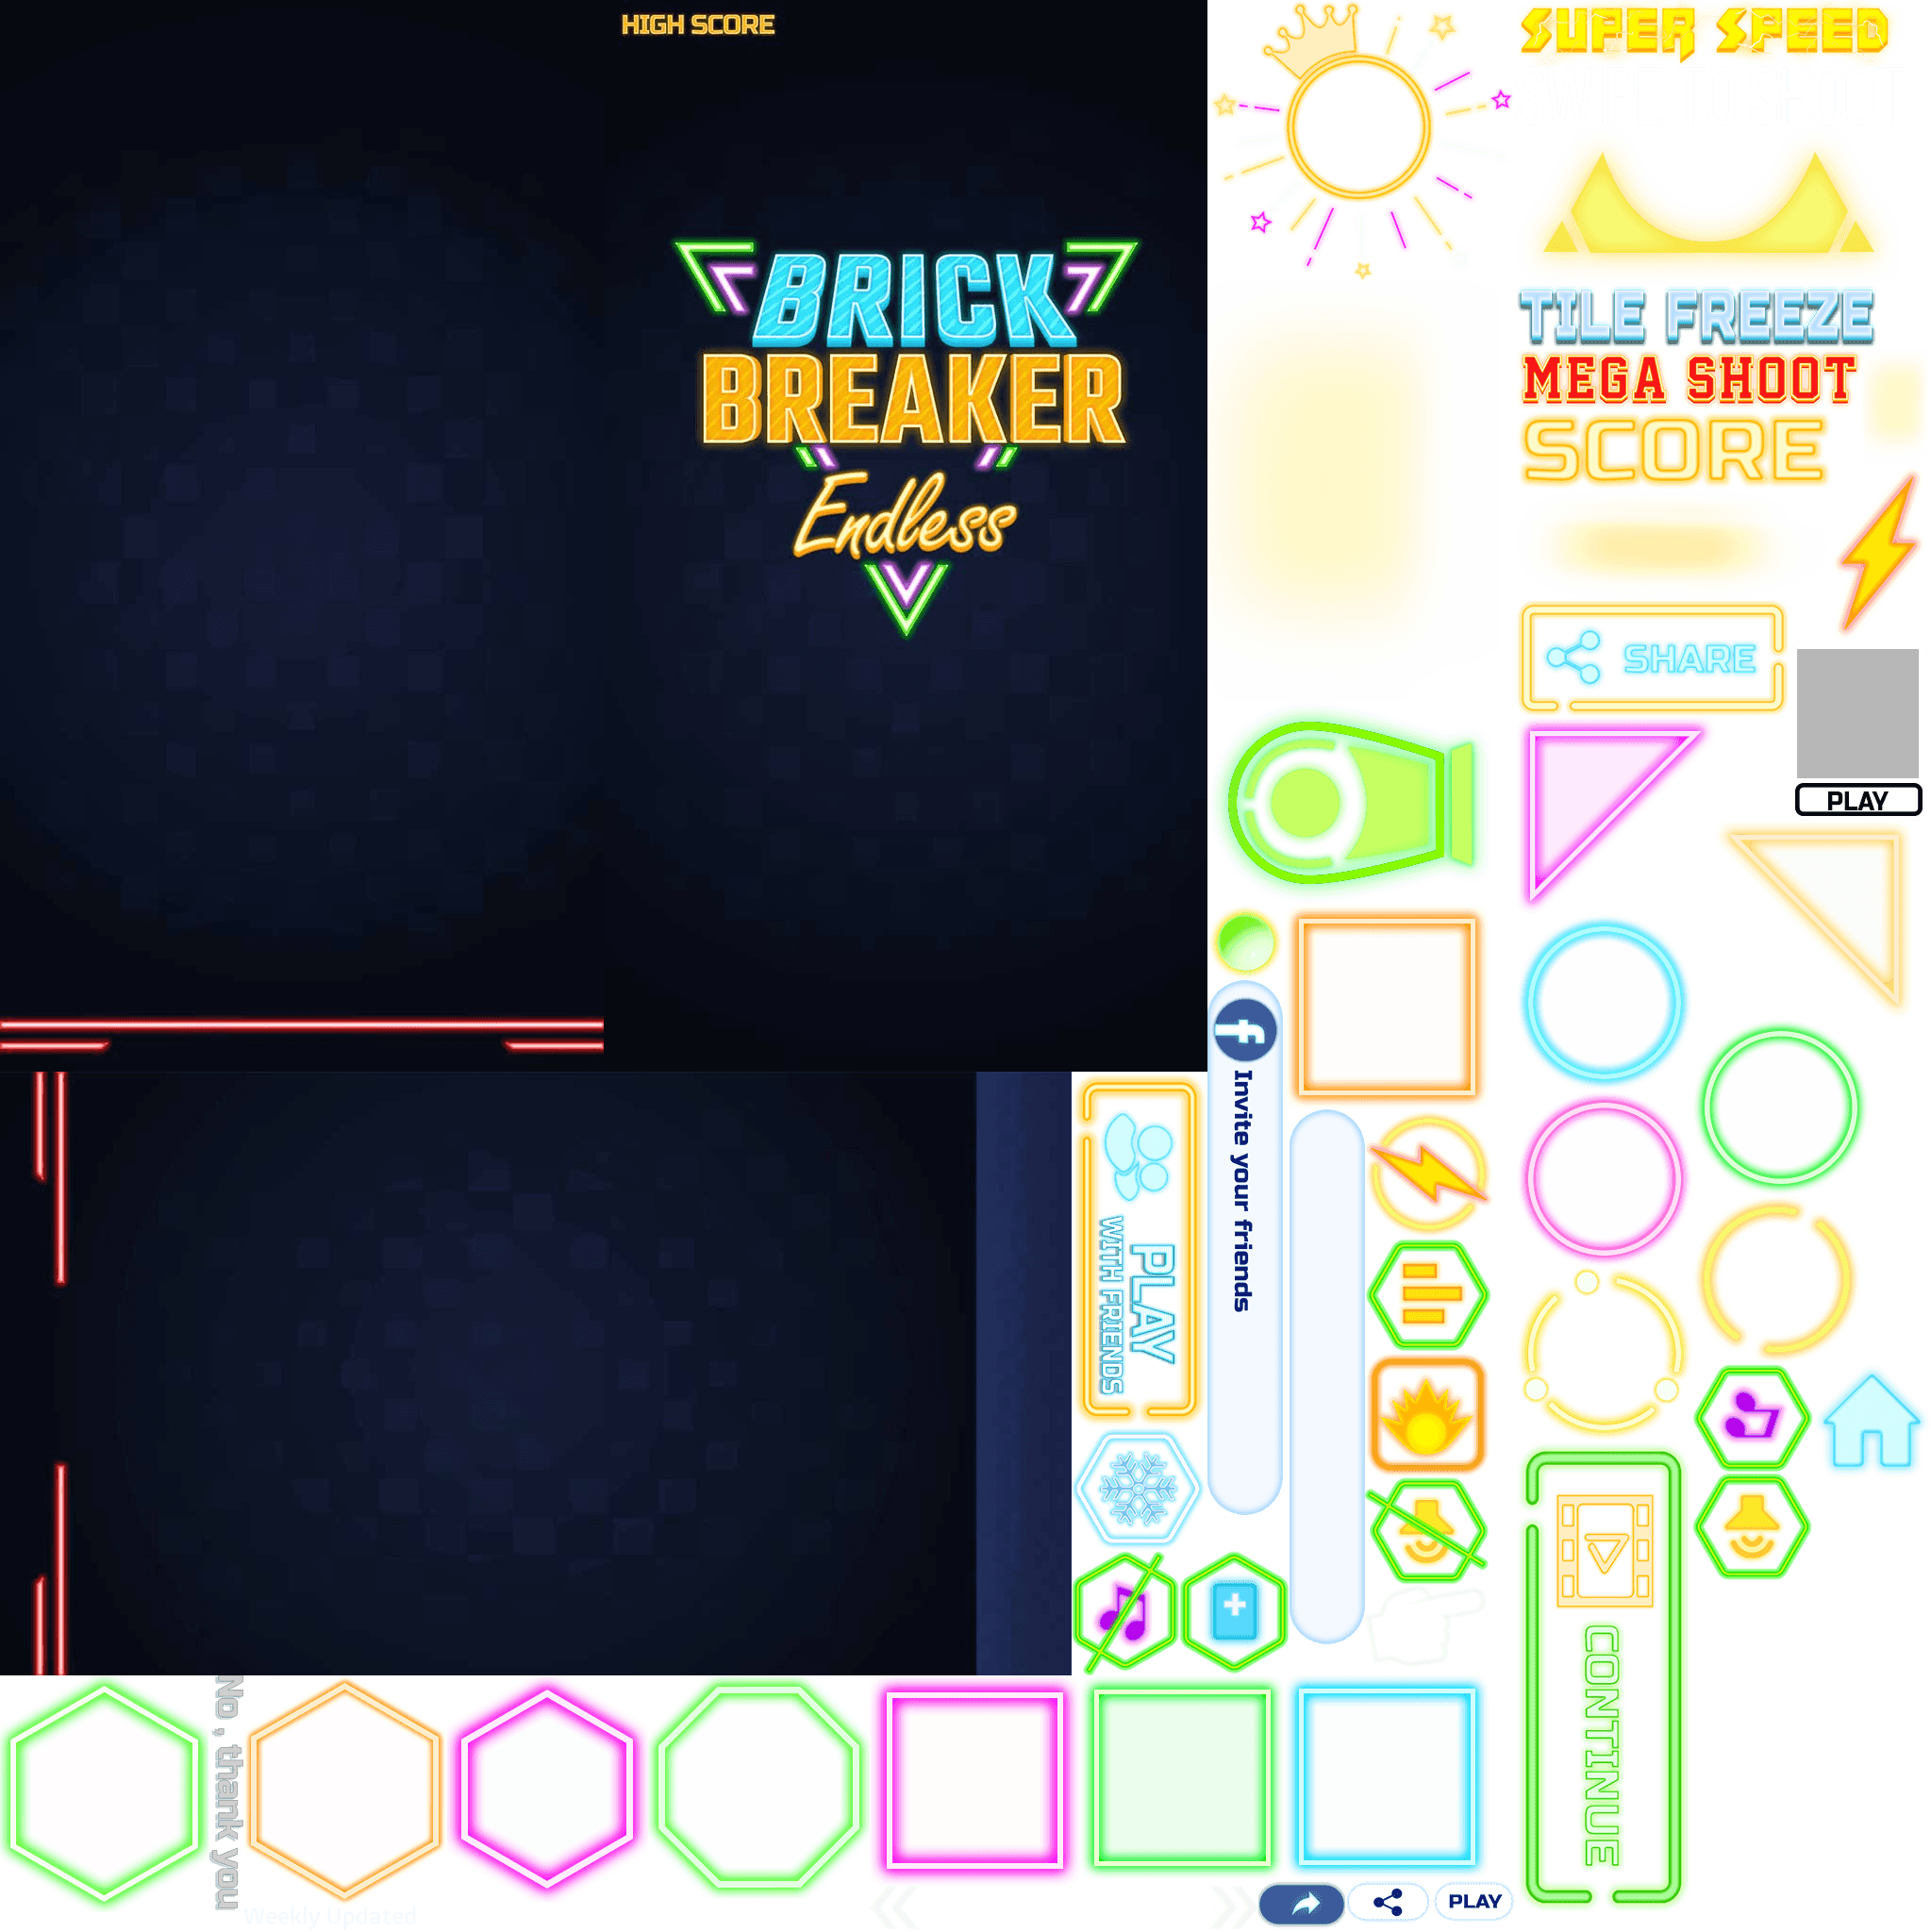 HIGH SCORE
BRICK
BREAKER
Endless
SUPER SPEED
TILE FREEZE
MEGA SHOOT
SCORE
SHARE
PLAY
Invite your friends
PLAY
WITH FRIENDS
CONTINUE
No , thank you
Weekly Updated
PLAY